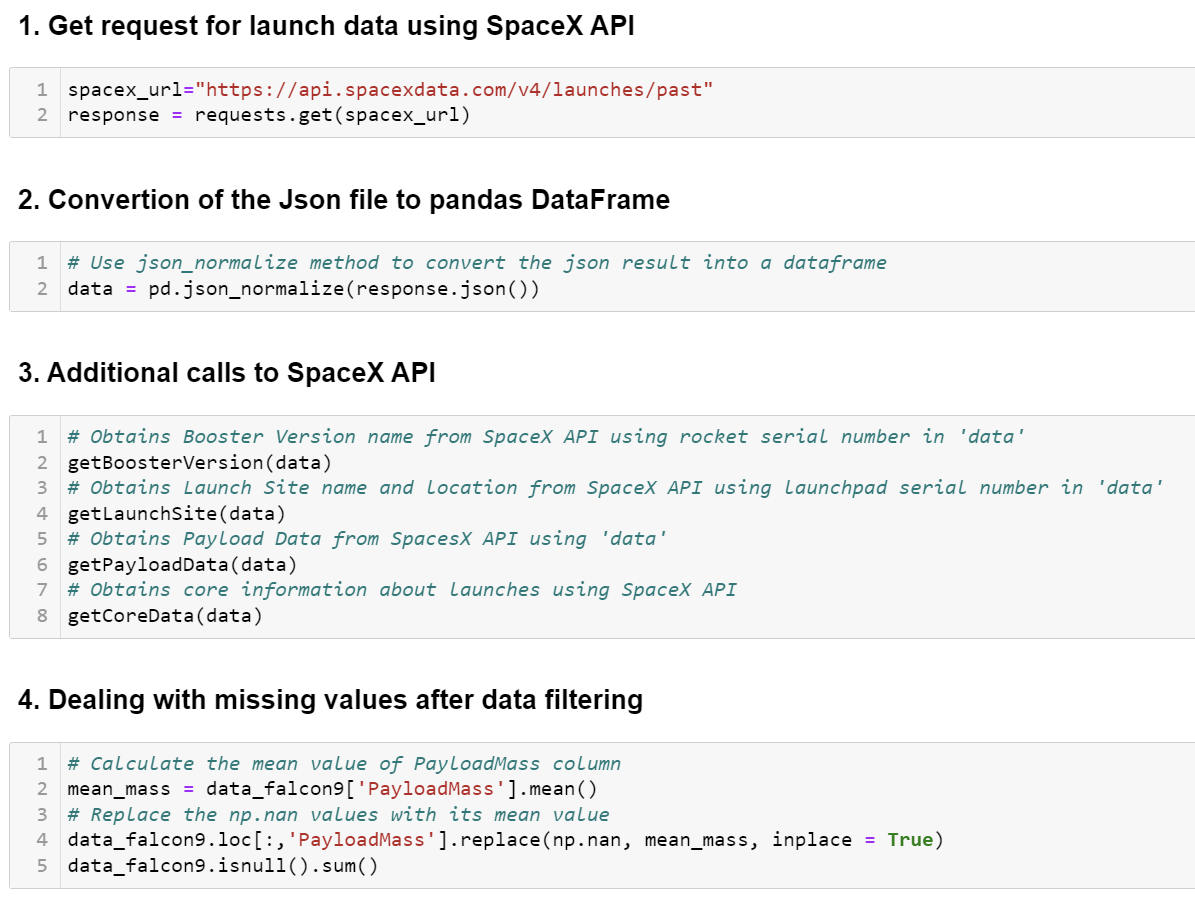 1. Get request for launch data using SpaceX API
1 spacex_url="https://api.spacexdata.com/v4/launches/past"
2 response = requests.get(spacex_url)
2. Convertion of the Json file to pandas DataFrame
1 # Use json_normalize method to convert the json result into a dataframe
2 data = pd.json_normalize(response.json())
3. Additional calls to SpaceX API
1 # Obtains Booster Version name from SpaceX API using rocket serial number in 'data'
2 getBoosterVersion(data)
3 # Obtains Launch Site name and location from SpaceX API using launchpad serial number in 'data'
4 getLaunchSite(data)
5 # Obtains Payload Data from SpacesX API using 'data'
6 getPayloadData(data)
7 # Obtains core information about launches using SpaceX API
8 getCoreData(data)
4. Dealing with missing values after data filtering
1 # Calculate the mean value of PayloadMass column
2 mean_mass = data_falcon9['PayloadMass'].mean()
3 # Replace the np.nan values with its mean value
4 data_falcon9.loc[:,'PayloadMass'].replace(np.nan, mean_mass, inplace = True)
5 data_falcon9.isnull().sum()